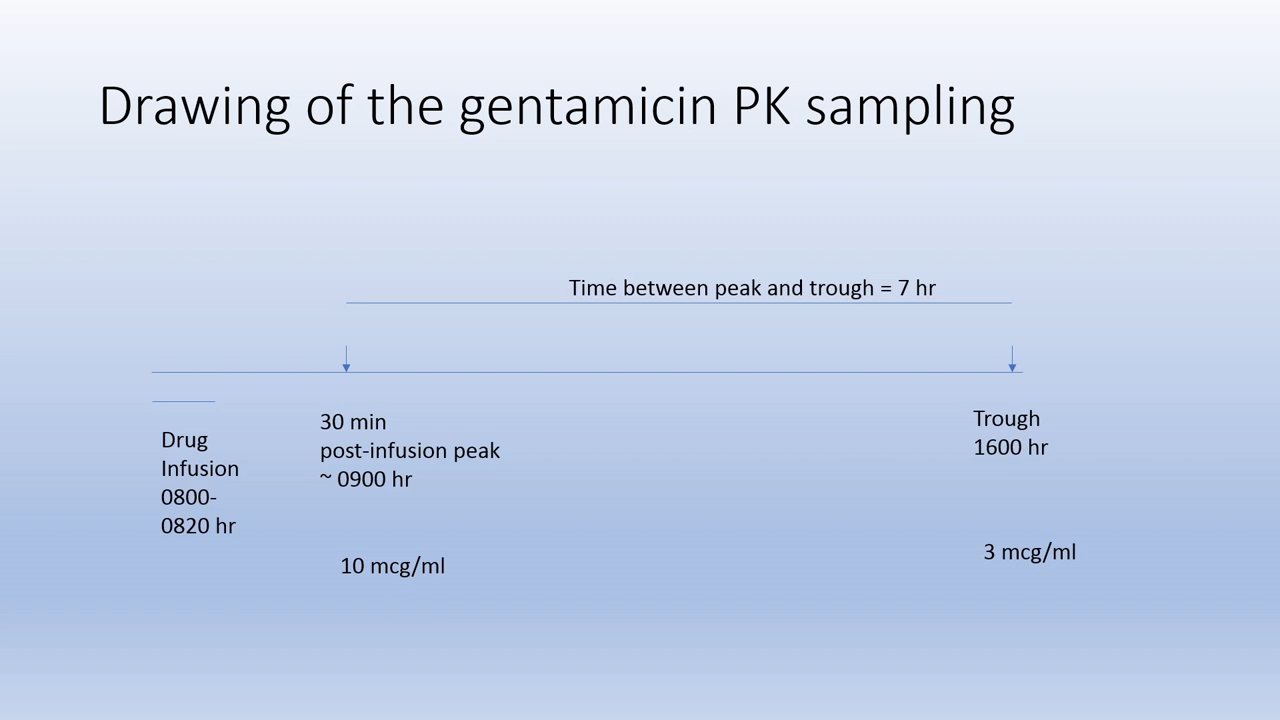 Drawing of the gentamicin PK sampling
Time between peak and trough = 7 hr
Drug
Infusion
0800-
0820 hr
30 min
post-infusion peak
~ 0900 hr
10 mcg/ml
Trough
1600 hr
3 mcg/ml